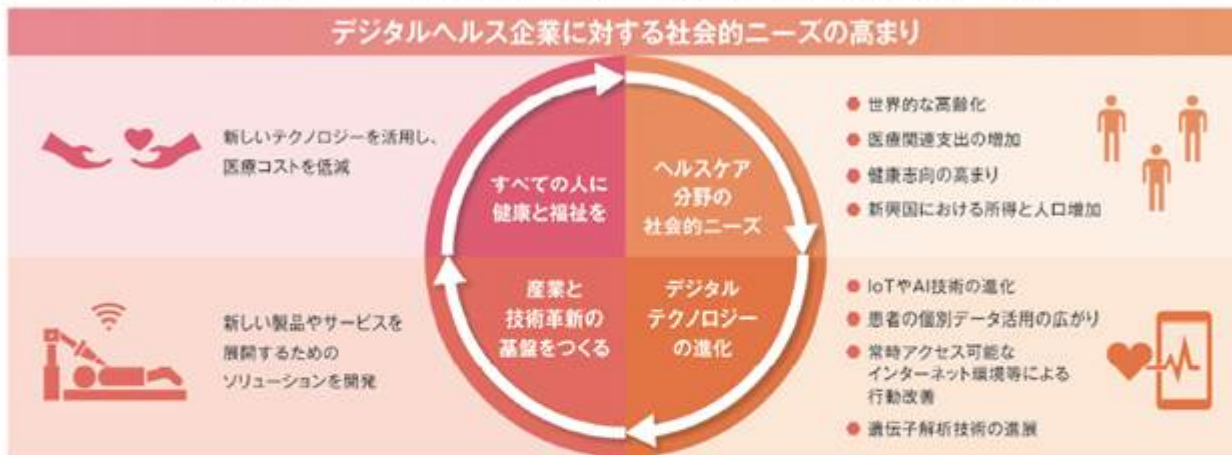 デジタルヘルス企業に対する社会的ニーズの高まり
新しいテクノロジーを活用し、
医療コストを低減
すべての人に
健康と福祉を
ヘルスケア
分野の
社会的ニーズ
● 世界的な高齢化
● 医療関連支出の増加
● 健康志向の高まり
● 新興国における所得と人口増加
新しい製品やサービスを
展開するための
ソリューションを開発
産業と
技術革新の
基盤をつくる
デジタル
テクノロジー
の進化
● IoTやAI技術の進化
● 患者の個別データ活用の広がり
● 常時アクセス可能な
インターネット環境等による
行動改善
● 遺伝子解析技術の進展